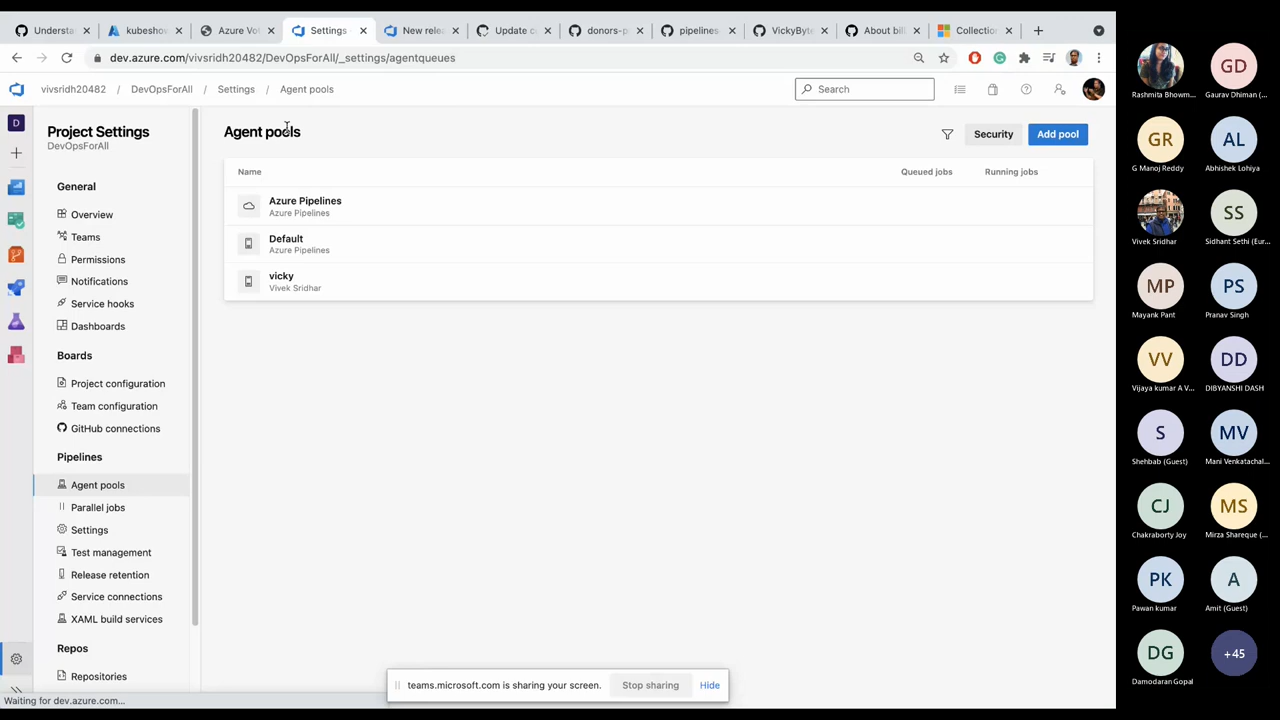 Understa
kubeshow
Azure Vot
Settings
New relea
Update c
donors-p
pipelines
VickyByte
About bill
Collection
dev.azure.com/vivsridh20482/DevOpsForAll/_settings/agentqueues
vivsridh20482 / DevOpsForAll / Settings / Agent pools
Search
D
Project Settings
DevOpsForAll
General
Overview
Teams
Permissions
Notifications
Service hooks
Dashboards
Boards
Project configuration
Team configuration
GitHub connections
Pipelines
Agent pools
Parallel jobs
Settings
Test management
Release retention
Service connections
XAML build services
Repos
Repositories
Agent pools
Security
Add pool
Name Queued jobs Running jobs
Azure Pipelines
Azure Pipelines
Default
Azure Pipelines
vicky
Vivek Sridhar
teams.microsoft.com is sharing your screen. Stop sharing Hide
Waiting for dev.azure.com...
GD
Rashmita Bhowm... Gaurav Dhiman (...
GR AL
G Manoj Reddy Abhishek Lohiya
SS
Vivek Sridhar Sidhant Sethi (Eur...
MP PS
Mayank Pant Pranav Singh
VV DD
Vijaya kumar A V... DIBYANSHI DASH
S MV
Shehbab (Guest) Mani Venkatachal...
CJ MS
Chakraborty Joy Mirza Shareque (...
PK A
Pawan kumar Amit (Guest)
DG +45
Damodaran Gopal